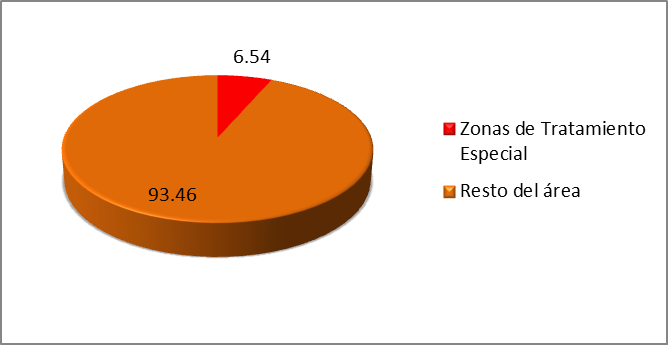 6.54
93.46
Zonas de Tratamiento
Especial
Resto del área